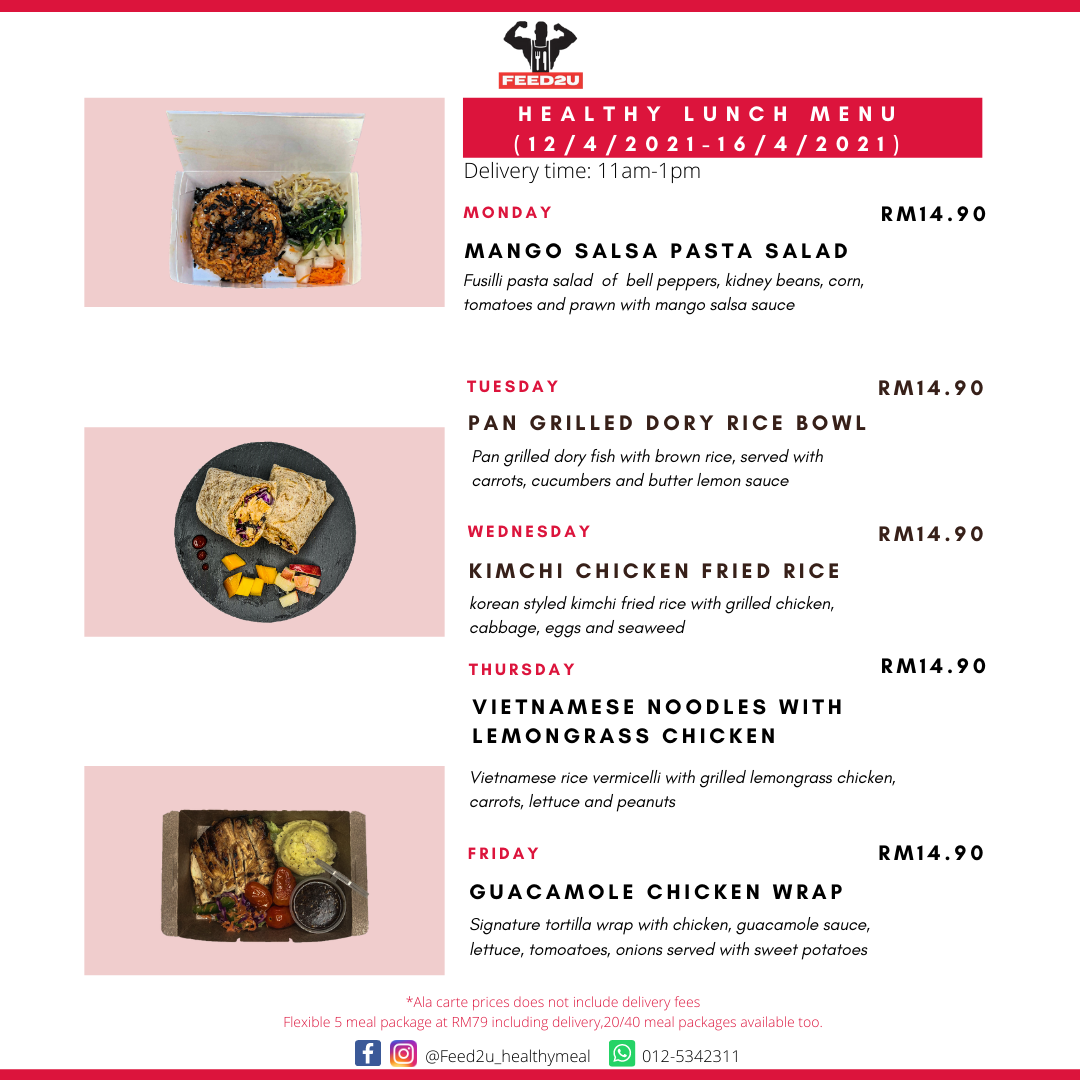 FEED2U
HEALTHY LUNCH MENU
(12/4/2021-16/4/2021)
Delivery time: 11am-1pm
MONDAY
RM14.90
MANGO SALSA PASTA SALAD
Fusilli pasta salad of bell peppers, kidney beans, corn,
tomatoes and prawn with mango salsa sauce
TUESDAY
RM14.90
PAN GRILLED DORY RICE BOWL
Pan grilled dory fish with brown rice, served with
carrots, cucumbers and butter lemon sauce
WEDNESDAY
RM14.90
KIMCHI CHICKEN FRIED RICE
korean styled kimchi fried rice with grilled chicken,
cabbage, eggs and seaweed
THURSDAY
RM14.90
VIETNAMESE NOODLES WITH
LEMONGRASS CHICKEN
Vietnamese rice vermicelli with grilled lemongrass chicken,
carrots, lettuce and peanuts
FRIDAY
RM14.90
GUACAMOLE CHICKEN WRAP
Signature tortilla wrap with chicken, guacamole sauce,
lettuce, tomoatoes, onions served with sweet potatoes
*Ala carte prices does not include delivery fees
Flexible 5 meal package at RM79 including delivery,20/40 meal packages available too.
@Feed2u_healthymeal 012-5342311